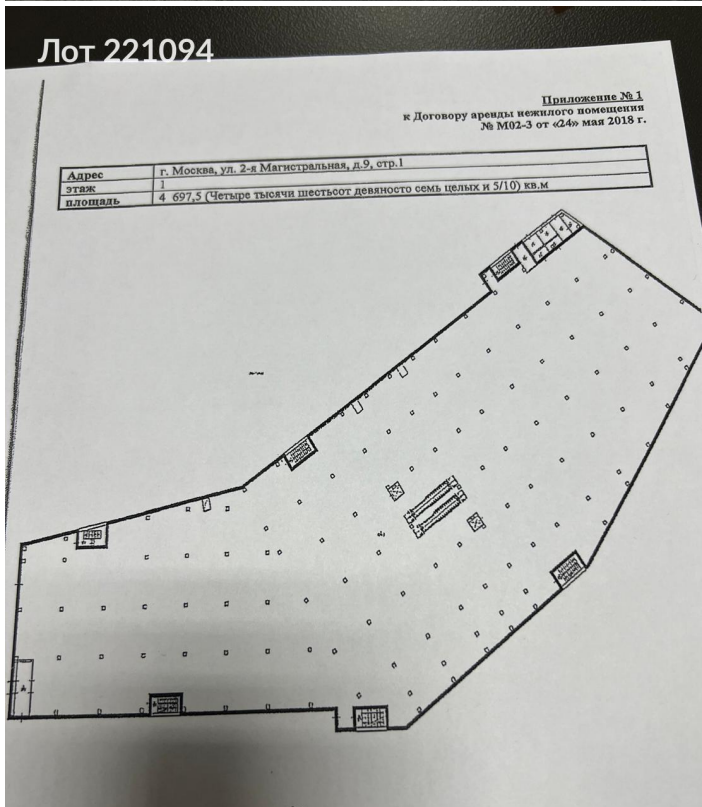 Лот 221094
Приложение № 1
к Договору аренды нежилого помещения
№ М02-3 от «24» мая 2018 г.
Адрес г. Москва, ул. 2-я Магистральная, д.9, стр.1
этаж 1
площадь 4 697,5 (Четыре тысячи шестьсот девяносто семь целых и 5/10) кв.м